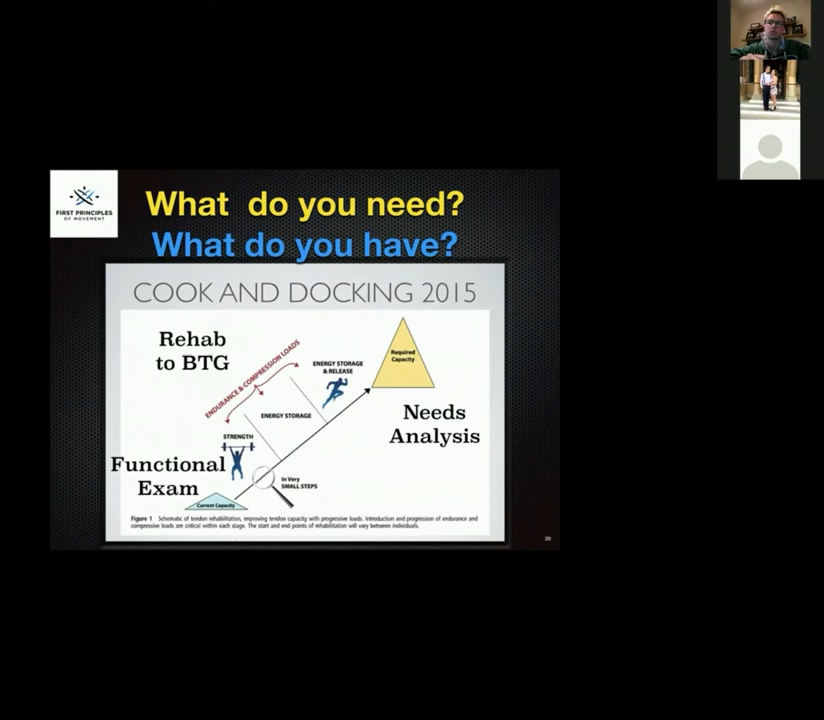 FIRST PRINCIPLES
OF MOVEMENT
What do you need?
What do you have?
COOK AND DOCKING 2015
Rehab
to BTG
ENDURANCE & COMPRESSION LOADS
ENERGY STORAGE
& RELEASE
Required
Capacity
ENERGY STORAGE
Needs
Analysis
STRENGTH
Functional
Exam
In Very
SMALL STEPS
Current Capacity
Figure 1 Schematic of tendon rehabilitation, improving tendon capacity with progressive loads. Introduction and progression of endurance and
compressive loads are critical within each stage. The start and end points of rehabilitation will vary between individuals.
39